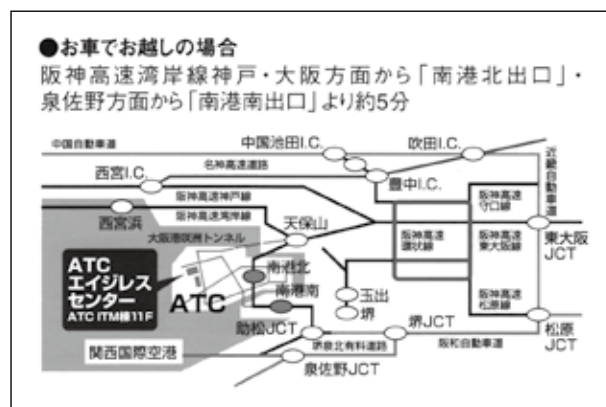 ●お車でお越しの場合
阪神高速湾岸線神戸・大阪方面から「南港北出口」・
泉佐野方面から「南港南出口」より約5分
中国自動車道
中国池田I.C.
吹田I.C.
近畿自動車道
名神高速道路
西宮I.C.
豊中I.C.
阪神高速神戸線
阪神高速
守口線
西宮浜
阪神高速湾岸線
天保山
大阪港咲洲トンネル
阪神高速
環状線
阪神高速
東大阪線
東大阪
JCT
ATC
エイジレス
センター
ATC ITM棟11F
ATC
南港北
南港南
玉出
堺
阪神高速
松原線
助松JCT
堺JCT
松原
JCT
堺泉北有料道路
阪和自動車道
関西国際空港
泉佐野JCT